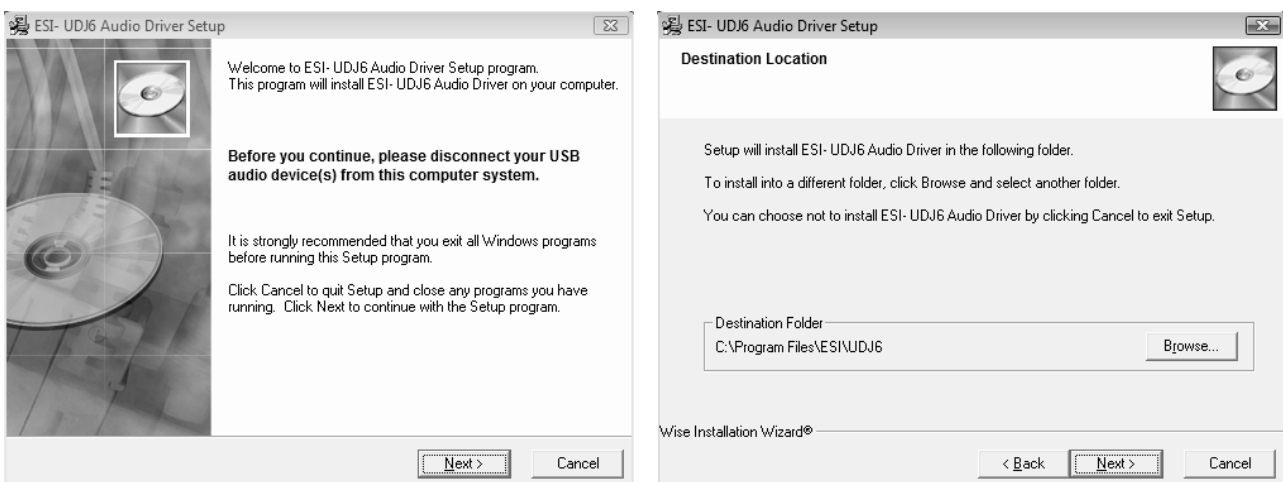 ESI- UDJ6 Audio Driver Setup
Welcome to ESI- UDJ6 Audio Driver Setup program.
This program will install ESI- UDJ6 Audio Driver on your computer.
Before you continue, please disconnect your USB
audio device(s) from this computer system.
It is strongly recommended that you exit all Windows programs
before running this Setup program.
Click Cancel to quit Setup and close any programs you have
running. Click Next to continue with the Setup program.
Next >
Cancel
ESI- UDJ6 Audio Driver Setup
Destination Location
Setup will install ESI- UDJ6 Audio Driver in the following folder.
To install into a different folder, click Browse and select another folder.
You can choose not to install ESI- UDJ6 Audio Driver by clicking Cancel to exit Setup.
Destination Folder
C:\Program Files\ESI\UDJ6
Browse...
Wise Installation Wizard®
< Back
Next >
Cancel